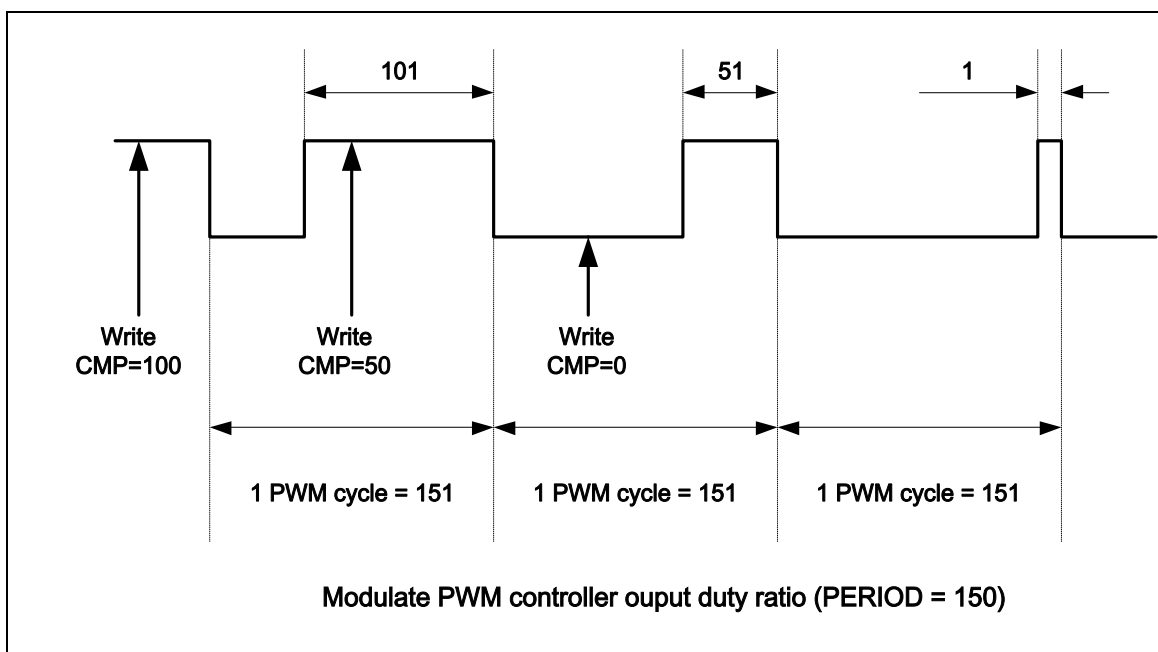 101
51
1
Write
CMP=100
Write
CMP=50
Write
CMP=0
1 PWM cycle = 151
1 PWM cycle = 151
1 PWM cycle = 151
Modulate PWM controller ouput duty ratio (PERIOD = 150)